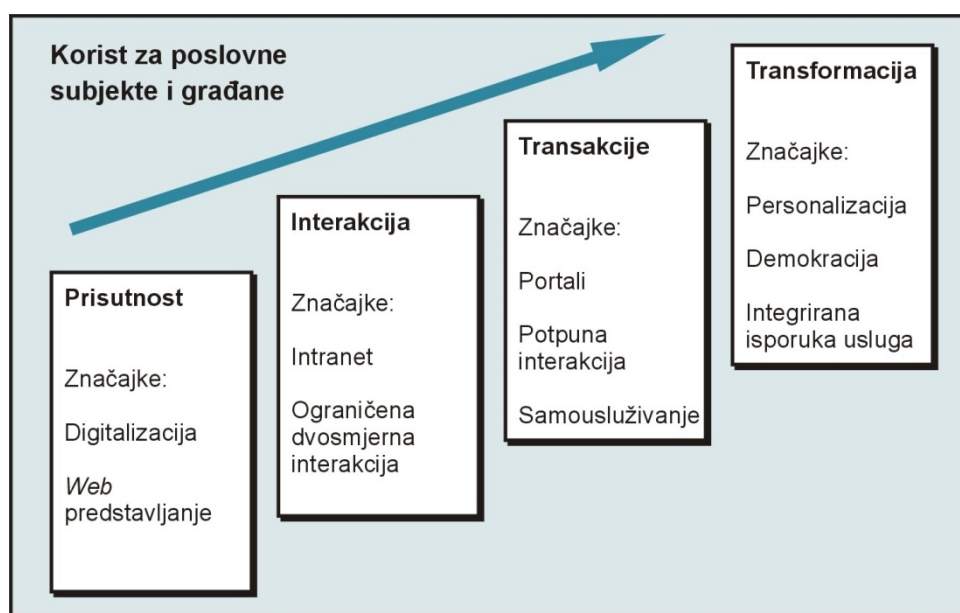 Korist za poslovne
subjekte i građane
Prisutnost
Značajke:
Digitalizacija
Web
predstavljanje
Interakcija
Značajke:
Intranet
Ograničena
dvosmjerna
interakcija
Transakcije
Značajke:
Portali
Potpuna
interakcija
Samousluživanje
Transformacija
Značajke:
Personalizacija
Demokracija
Integrirana
isporuka usluga